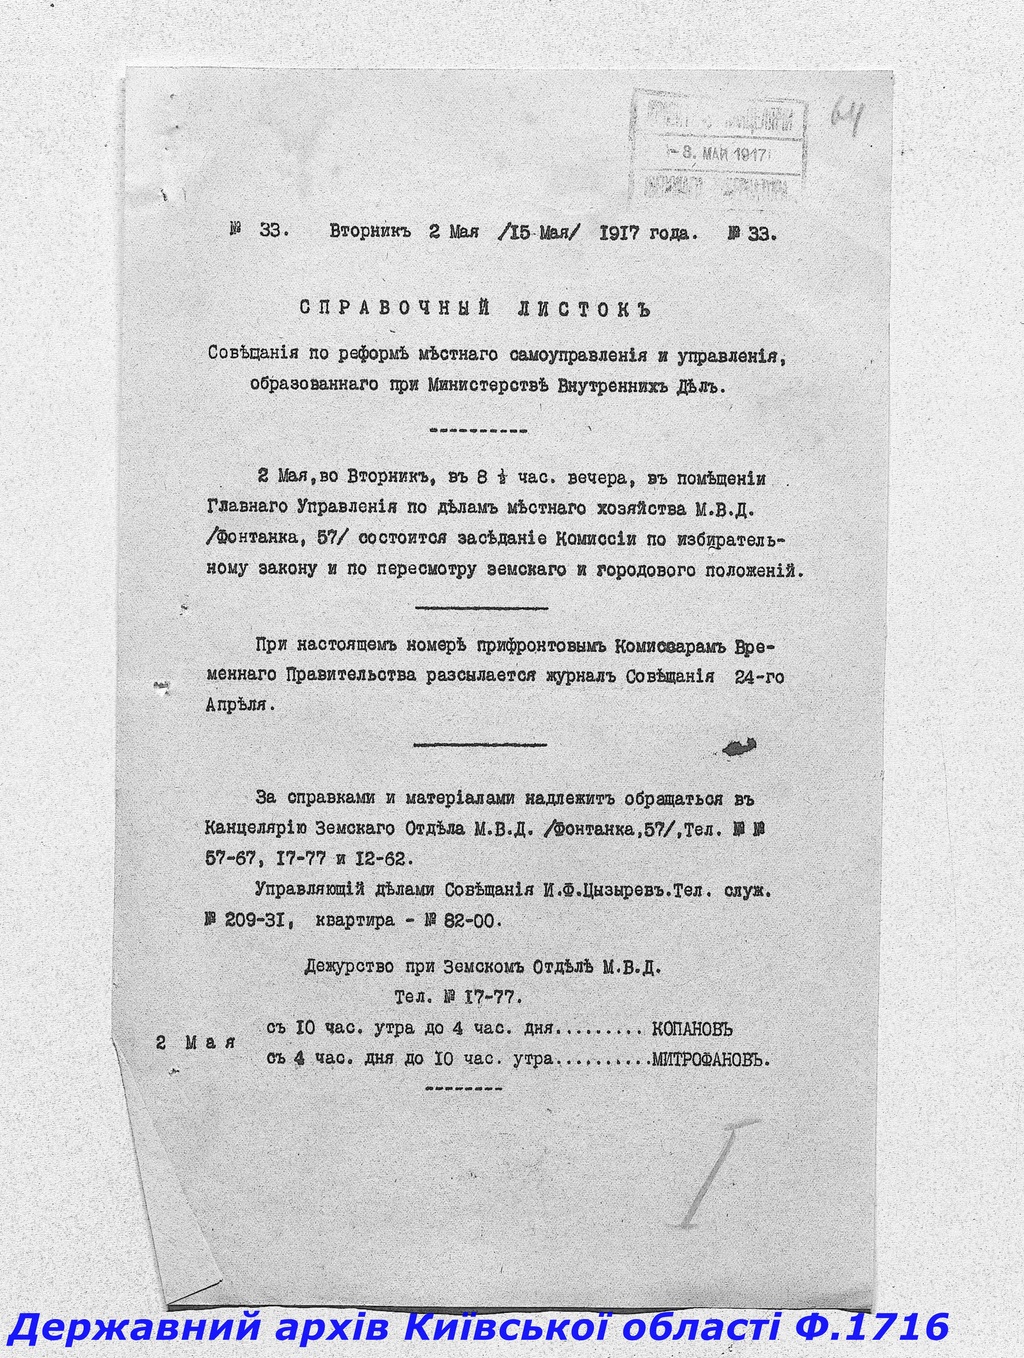 64
- 8. МАЙ 1917
№ 33. Вторникъ 2 Мая /15 Мая/ 1917 года. № 33.
СПРАВОЧНЫЙ ЛИСТОКЪ
Совѣщанія по реформѣ мѣстнаго самоуправленія и управленія,
образованнаго при Министерствѣ Внутреннихъ Дѣлъ.
----------
2 Мая, во Вторникъ, въ 8 ½ час. вечера, въ помѣщеніи
Главнаго Управленія по дѣламъ мѣстнаго хозяйства М.В.Д.
/Фонтанка, 57/ состоится засѣданіе Комиссіи по избиратель-
ному закону и по пересмотру земскаго и городового положеній.
При настоящемъ номерѣ прифронтовымъ Комиссарамъ Вре-
меннаго Правительства разсылается журналъ Совѣщанія 24-го
Апрѣля.
За справками и матеріалами надлежитъ обращаться въ
Канцелярію Земскаго Отдѣла М.В.Д. /Фонтанка,57/,Тел. № №
57-67, 17-77 и 12-62.
Управляющій дѣлами Совѣщанія И.Ф.Цызыревъ.Тел. служ.
№ 209-31, квартира - № 82-00.
Дежурство при Земскомъ Отдѣлѣ М.В.Д.
Тел. № 17-77.
съ 10 час. утра до 4 час. дня......... КОПАНОВЪ
2 Мая
съ 4 час. дня до 10 час. утра..........МИТРОФАНОВЪ.
--------
Державний архів Київської області Ф.1716